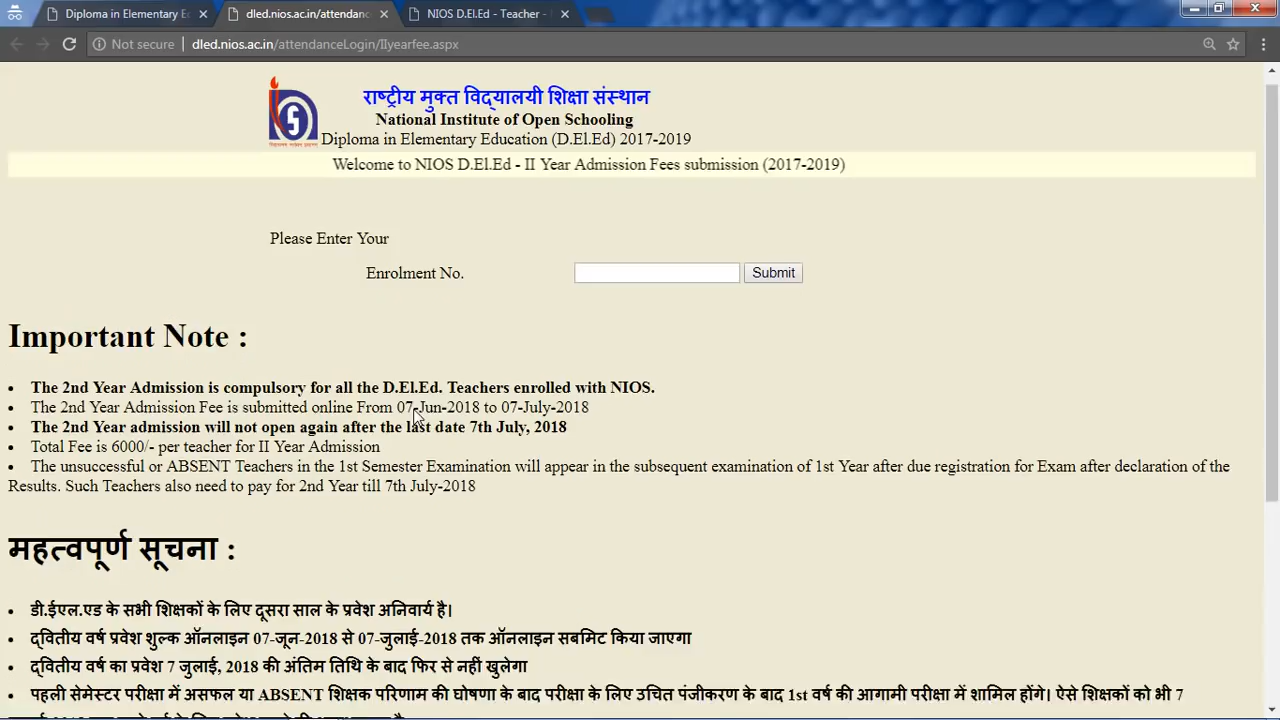 Diploma in Elementary E
dled.nios.ac.in/attendanc
NIOS D.El.Ed - Teacher -
Not secure
dled.nios.ac.in/attendanceLogin/IIyearfee.aspx
राष्ट्रीय मुक्त विद्यालयी शिक्षा संस्थान
National Institute of Open Schooling
Diploma in Elementary Education (D.El.Ed) 2017-2019
Welcome to NIOS D.El.Ed - II Year Admission Fees submission (2017-2019)
Please Enter Your
Enrolment No. Submit
Important Note :
• The 2nd Year Admission is compulsory for all the D.El.Ed. Teachers enrolled with NIOS.
• The 2nd Year Admission Fee is submitted online From 07-Jun-2018 to 07-July-2018
• The 2nd Year admission will not open again after the last date 7th July, 2018
• Total Fee is 6000/- per teacher for II Year Admission
• The unsuccessful or ABSENT Teachers in the 1st Semester Examination will appear in the subsequent examination of 1st Year after due registration for Exam after declaration of the
Results. Such Teachers also need to pay for 2nd Year till 7th July-2018
महत्वपूर्ण सूचना :
• डी.ईएल.एड के सभी शिक्षकों के लिए दूसरा साल के प्रवेश अनिवार्य है।
• द्वितीय वर्ष प्रवेश शुल्क ऑनलाइन 07-जून-2018 से 07-जुलाई-2018 तक ऑनलाइन सबमिट किया जाएगा
• द्वितीय वर्ष का प्रवेश 7 जुलाई, 2018 की अंतिम तिथि के बाद फिर से नहीं खुलेगा
• पहली सेमेस्टर परीक्षा में असफल या ABSENT शिक्षक परिणाम की घोषणा के बाद परीक्षा के लिए उचित पंजीकरण के बाद 1st वर्ष की आगामी परीक्षा में शामिल होंगे। ऐसे शिक्षकों को भी 7